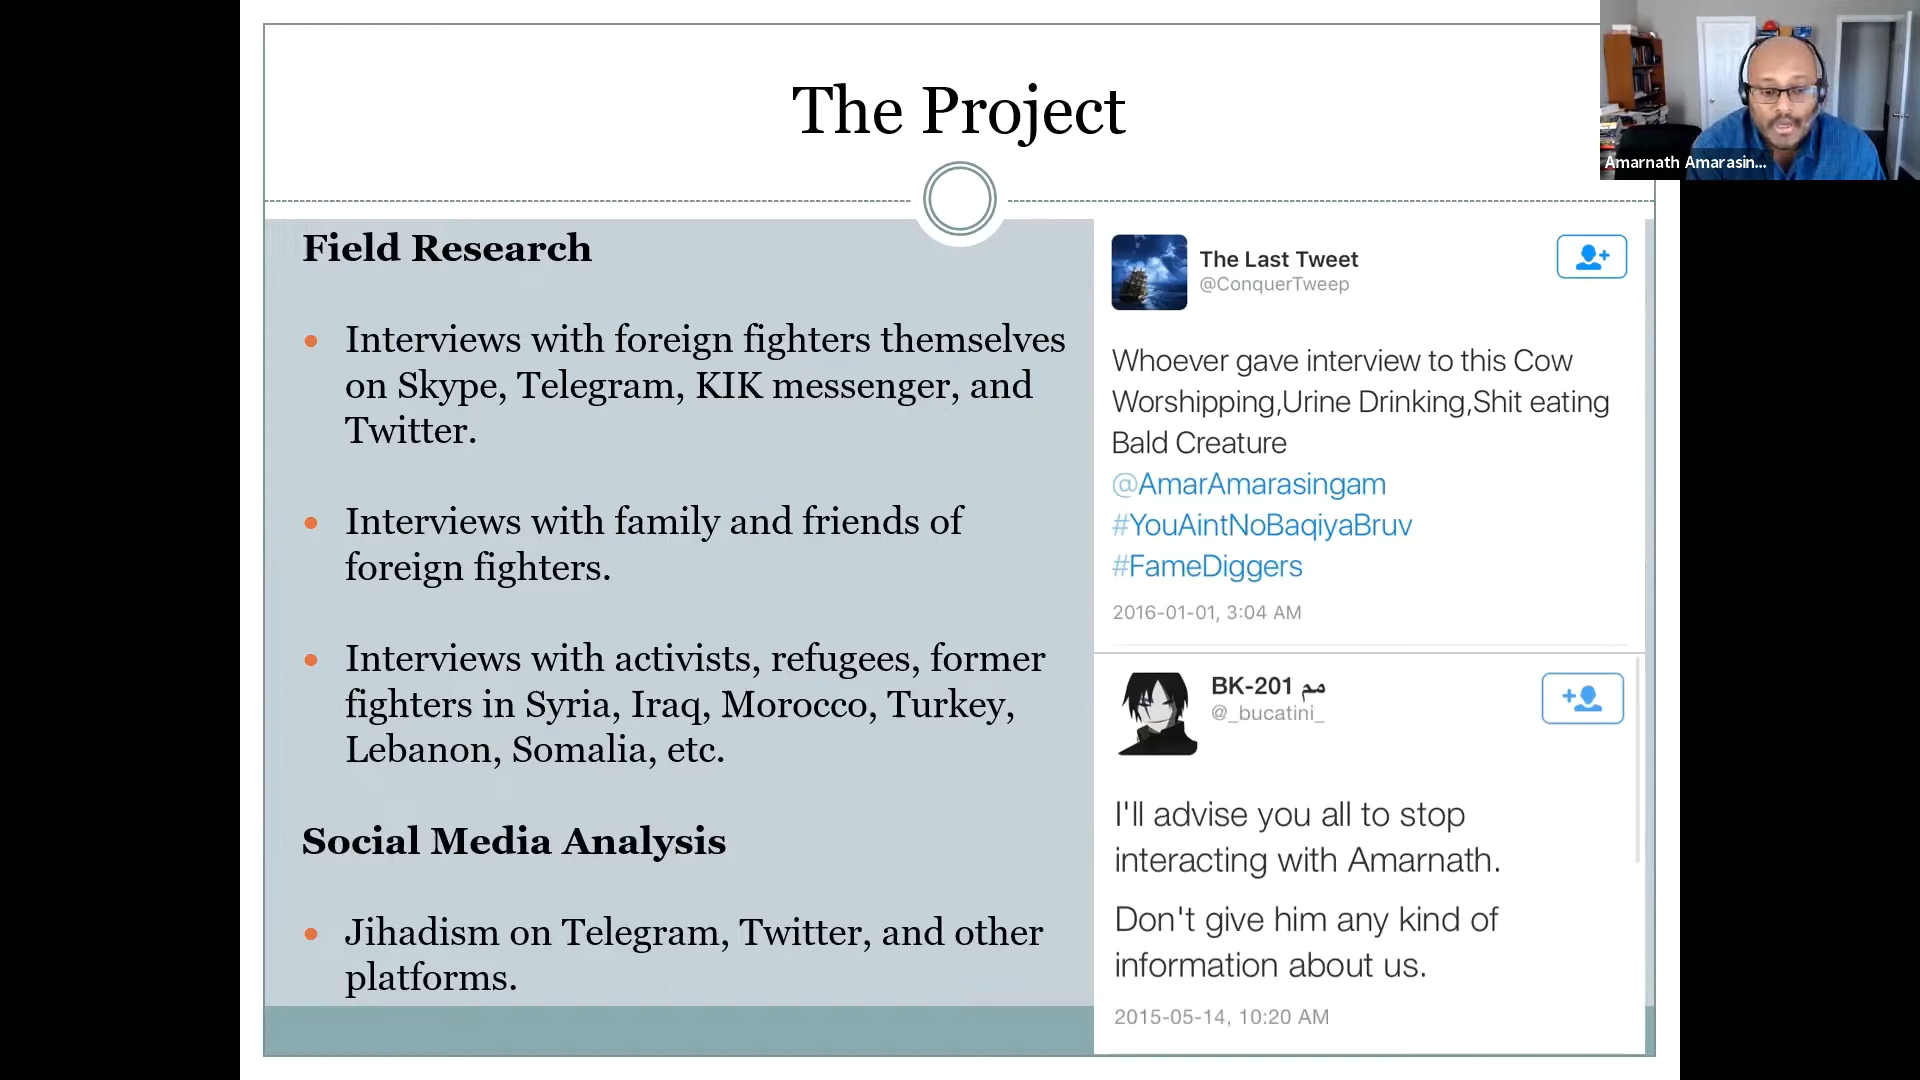 The Project
Amarnath Amarasin...
Field Research
Interviews with foreign fighters themselves
on Skype, Telegram, KIK messenger, and
Twitter.
Interviews with family and friends of
foreign fighters.
Interviews with activists, refugees, former
fighters in Syria, Iraq, Morocco, Turkey,
Lebanon, Somalia, etc.
Social Media Analysis
Jihadism on Telegram, Twitter, and other
platforms.
The Last Tweet
@ConquerTweep
Whoever gave interview to this Cow
Worshipping,Urine Drinking,Shit eating
Bald Creature
@AmarAmarasingam
#YouAintNoBaqiyaBruv
#FameDiggers
2016-01-01, 3:04 AM
BK-201 مم
@_bucatini_
I'll advise you all to stop
interacting with Amarnath.
Don't give him any kind of
information about us.
2015-05-14, 10:20 AM